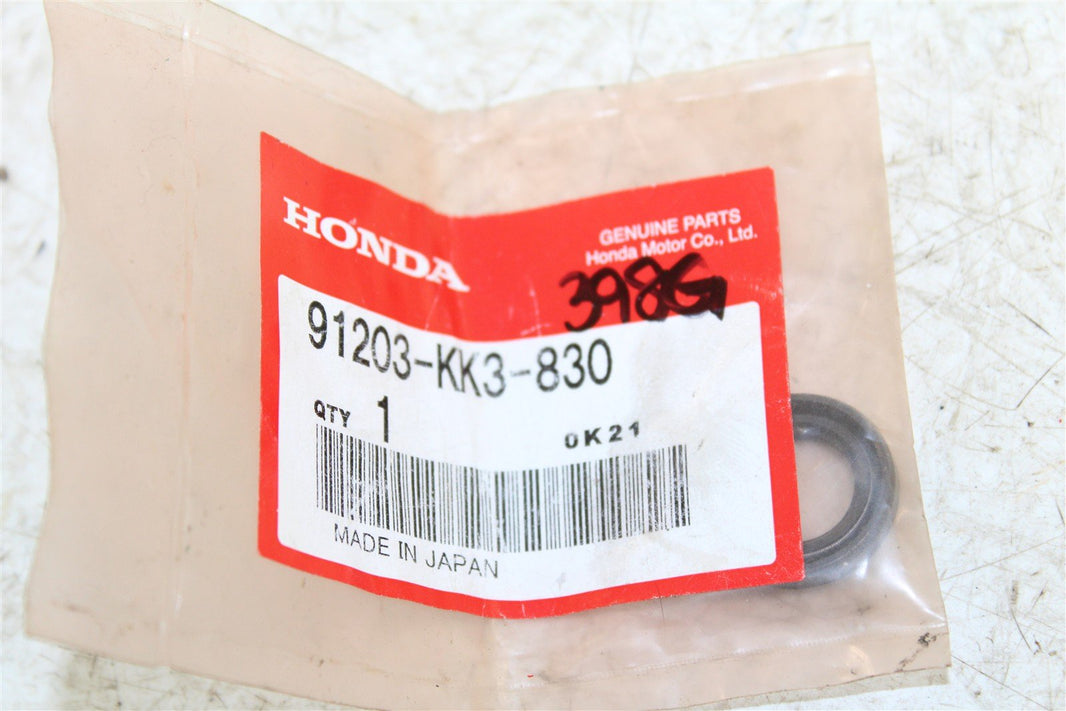 HONDA
GENUINE PARTS
Honda Motor Co., Ltd.
398G
91203-KK3-830
QTY 1
0K21
MADE IN JAPAN